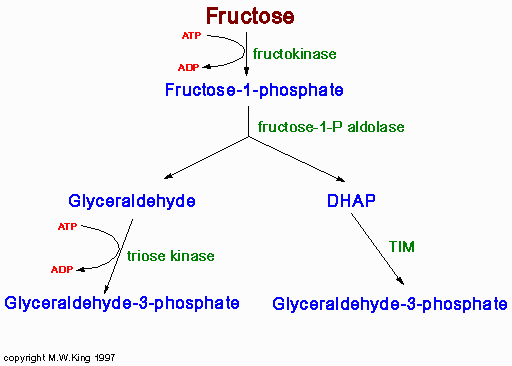 Fructose
ATP
fructokinase
ADP
Fructose-1-phosphate
fructose-1-P aldolase
Glyceraldehyde
DHAP
ATP
TIM
triose kinase
ADP
Glyceraldehyde-3-phosphate
Glyceraldehyde-3-phosphate
copyright M.W.King 1997